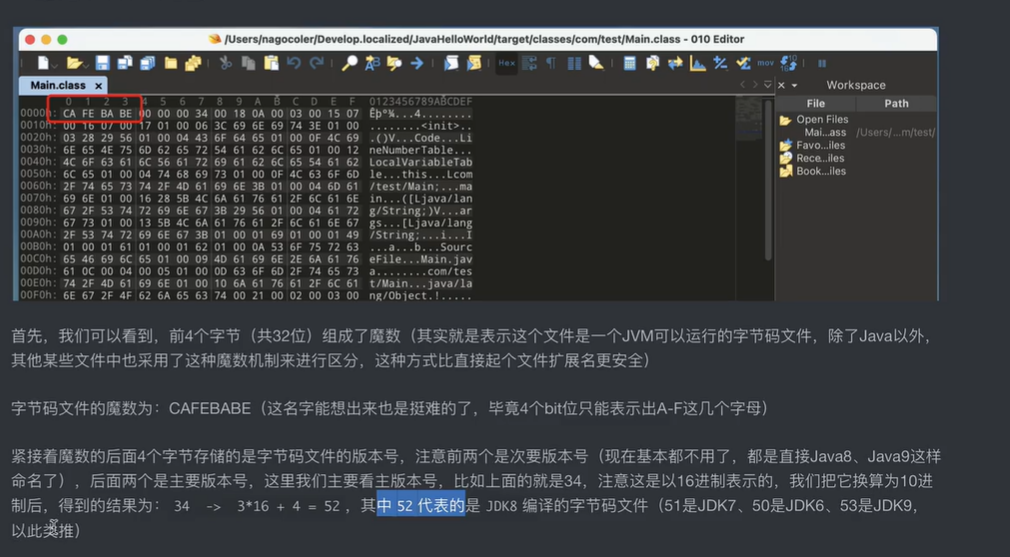 /Users/nagocoler/Develop.localized/JavaHelloWorld/target/classes/com/test/Main.class - 010 Editor
Main.class ×
Workspace
File Path
Open Files
Mai...ass /Users/...m/test/
Favo...iles
Rece...iles
Book...iles
0 1 2 3 4 5 6 7 8 9 A B C D E F 0123456789ABCDEF
0000h: CA FE BA BE 00 00 00 34 00 18 0A 00 03 00 15 07 Êþº¾...4........
0010h: 00 16 07 00 17 01 00 06 3C 69 6E 69 74 3E 01 00 ........<init>..
0020h: 03 28 29 56 01 00 04 43 6F 64 65 01 00 0F 4C 69 .()V...Code...Li
0030h: 6E 65 4E 75 6D 62 65 72 54 61 62 6C 65 01 00 12 neNumberTable...
0040h: 4C 6F 63 61 6C 56 61 72 69 61 62 6C 65 54 61 62 LocalVariableTab
0050h: 6C 65 01 00 04 74 68 69 73 01 00 0F 4C 63 6F 6D le...this...Lcom
0060h: 2F 74 65 73 74 2F 4D 61 69 6E 3B 01 00 04 6D 61 /test/Main;...ma
0070h: 69 6E 01 00 16 28 5B 4C 6A 61 76 61 2F 6C 61 6E in...([Ljava/lan
0080h: 67 2F 53 74 72 69 6E 67 3B 29 56 01 00 04 61 72 g/String;)V...ar
0090h: 67 73 01 00 13 5B 4C 6A 61 76 61 2F 6C 61 6E 67 gs...[Ljava/lang
00A0h: 2F 53 74 72 69 6E 67 3B 01 00 01 69 01 00 01 49 /String;...i...I
00B0h: 01 00 01 61 01 00 01 62 01 00 0A 53 6F 75 72 63 ...a...b...Sourc
00C0h: 65 46 69 6C 65 01 00 09 4D 61 69 6E 2E 6A 61 76 eFile...Main.jav
00D0h: 61 0C 00 04 00 05 01 00 0D 63 6F 6D 2F 74 65 73 a........com/tes
00E0h: 74 2F 4D 61 69 6E 01 00 10 6A 61 76 61 2F 6C 61 t/Main...java/la
00F0h: 6E 67 2F 4F 62 6A 65 63 74 00 21 00 02 00 03 00 ng/Object.!.....
首先，我们可以看到，前4个字节（共32位）组成了魔数（其实就是表示这个文件是一个JVM可以运行的字节码文件，除了Java以外，
其他某些文件中也采用了这种魔数机制来进行区分，这种方式比直接起个文件扩展名更安全）
字节码文件的魔数为：CAFEBABE（这名字能想出来也是挺难的了，毕竟4个bit位只能表示出A-F这几个字母）
紧接着魔数的后面4个字节存储的是字节码文件的版本号，注意前两个是次要版本号（现在基本都不用了，都是直接Java8、Java9这样
命名了），后面两个是主要版本号，这里我们主要看主版本号，比如上面的就是34，注意这是以16进制表示的，我们把它换算为10进
制后，得到的结果为： 34 -> 3*16 + 4 = 52 ，其中 52 代表的是 JDK8 编译的字节码文件（51是JDK7、50是JDK6、53是JDK9，
以此类推）